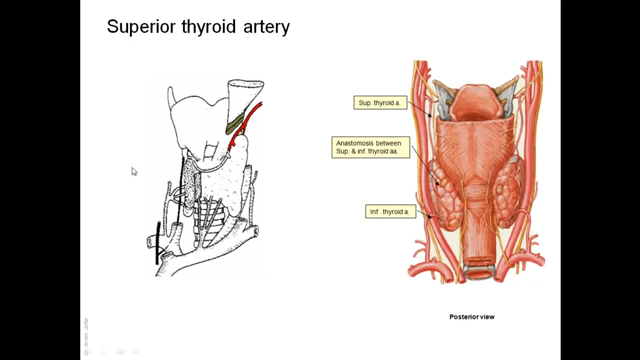 Superior thyroid artery
Sup. thyroid a.
Anastomosis between
Sup. & inf. thyroid aa.
Inf. thyroid a.
Posterior view